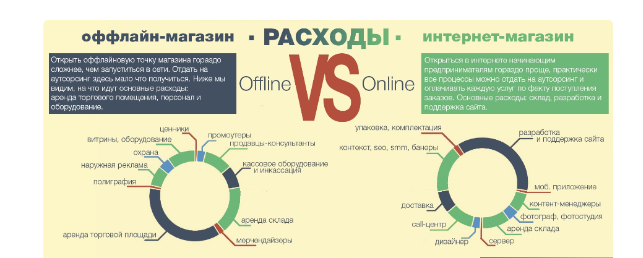 оффлайн-магазин · РАСХОДЫ · интернет-магазин
Открыть оффлайновую точку магазина гораздо
сложнее, чем запуститься в сети. Отдать на
аутсорсинг здесь мало что получиться. Ниже мы
видим, на что идут основные расходы:
аренда торгового помещения, персонал и
оборудование.
Offline VS Online
Открыться в интернете начинающим
предпринимателям гораздо проще, практически
все процессы можно отдать на аутсорсинг и
оплачивать каждую услугу по факту поступления
заказов. Основные расходы: склад, разработка и
поддержка сайта.
ценники
промоутеры
витрины, оборудование
продавцы-консультанты
охрана
кассовое оборудование
и инкассация
наружная реклама
полиграфия
аренда склада
аренда торговой площади
мерчендайзеры
упаковка, комплектация
разработка
и поддержка сайта
контекст, seo, smm, банеры
моб. приложение
доставка
контент-менеджеры
фотограф, фотостудия
call-центр
аренда склада
дизайнер
сервер